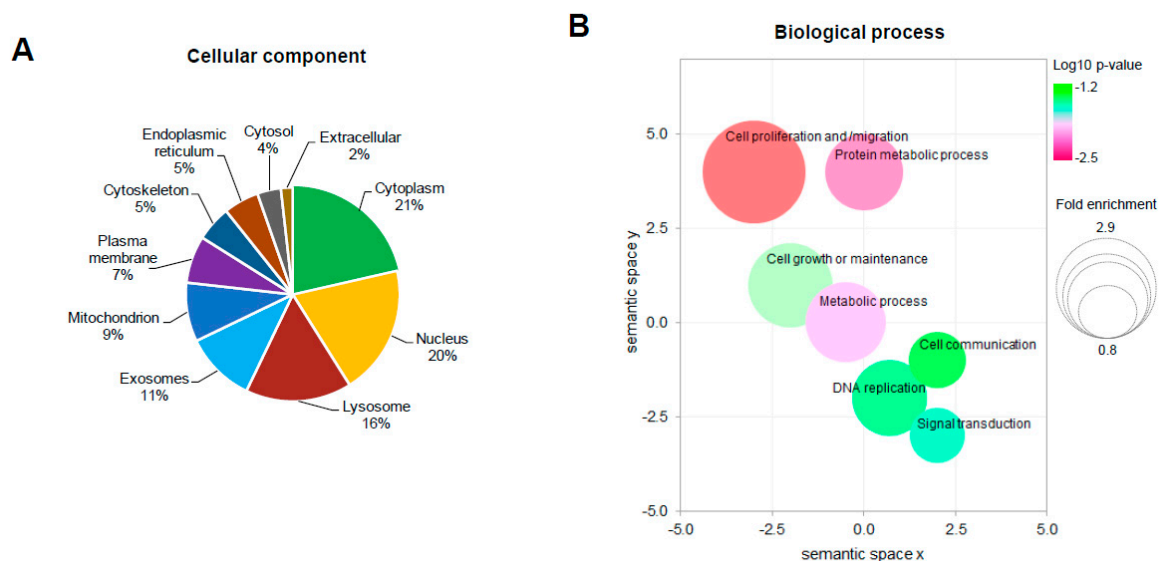 A
Cellular component
Cytosol
4%
Extracellular
2%
Endoplasmic
reticulum
5%
Cytoplasm
21%
Cytoskeleton
5%
Plasma
membrane
7%
Mitochondrion
9%
Nucleus
20%
Exosomes
11%
Lysosome
16%
B
Biological process
Log10 p-value
-1.2
-2.5
Fold enrichment
2.9
0.8
5.0
2.5
0.0
-2.5
-5.0
semantic space y
Cell proliferation and /migration
Protein metabolic process
Cell growth or maintenance
Metabolic process
Cell communication
DNA replication
Signal transduction
-5.0
-2.5
0.0
2.5
5.0
semantic space x